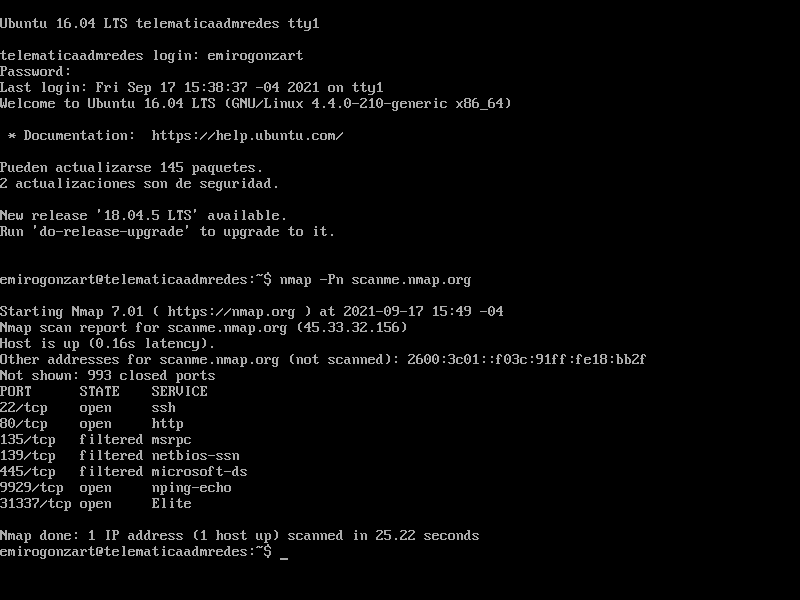 Ubuntu 16.04 LTS telematicaadmredes tty1
telematicaadmredes login: emirogonzart
Password:
Last login: Fri Sep 17 15:38:37 -04 2021 on tty1
Welcome to Ubuntu 16.04 LTS (GNU/Linux 4.4.0-210-generic x86_64)
* Documentation:  https://help.ubuntu.com/
Pueden actualizarse 145 paquetes.
2 actualizaciones son de seguridad.
New release '18.04.5 LTS' available.
Run 'do-release-upgrade' to upgrade to it.
emirogonzart@telematicaadmredes:~$ nmap -Pn scanme.nmap.org
Starting Nmap 7.01 ( https://nmap.org ) at 2021-09-17 15:49 -04
Nmap scan report for scanme.nmap.org (45.33.32.156)
Host is up (0.16s latency).
Other addresses for scanme.nmap.org (not scanned): 2600:3c01::f03c:91ff:fe18:bb2f
Not shown: 993 closed ports
PORT      STATE    SERVICE
22/tcp    open     ssh
80/tcp    open     http
135/tcp   filtered msrpc
139/tcp   filtered netbios-ssn
445/tcp   filtered microsoft-ds
9929/tcp  open     nping-echo
31337/tcp open     Elite
Nmap done: 1 IP address (1 host up) scanned in 25.22 seconds
emirogonzart@telematicaadmredes:~$ _